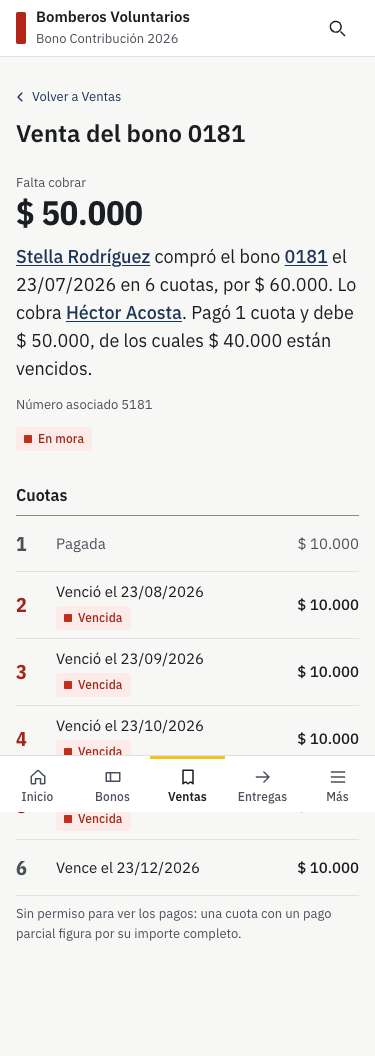 Bomberos Voluntarios
Bono Contribución 2026
Volver a Ventas
Venta del bono 0181
Falta cobrar
$ 50.000
Stella Rodríguez compró el bono 0181 el
23/07/2026 en 6 cuotas, por $ 60.000. Lo
cobra Héctor Acosta. Pagó 1 cuota y debe
$ 50.000, de los cuales $ 40.000 están
vencidos.
Número asociado 5181
En mora
Cuotas
1 Pagada $ 10.000
Venció el 23/08/2026
2 $ 10.000
Vencida
Venció el 23/09/2026
3 $ 10.000
Vencida
Venció el 23/10/2026
4 $ 10.000
Vencida
Inicio Bonos Ventas Entregas Más
Vencida
6 Vence el 23/12/2026 $ 10.000
Sin permiso para ver los pagos: una cuota con un pago
parcial figura por su importe completo.